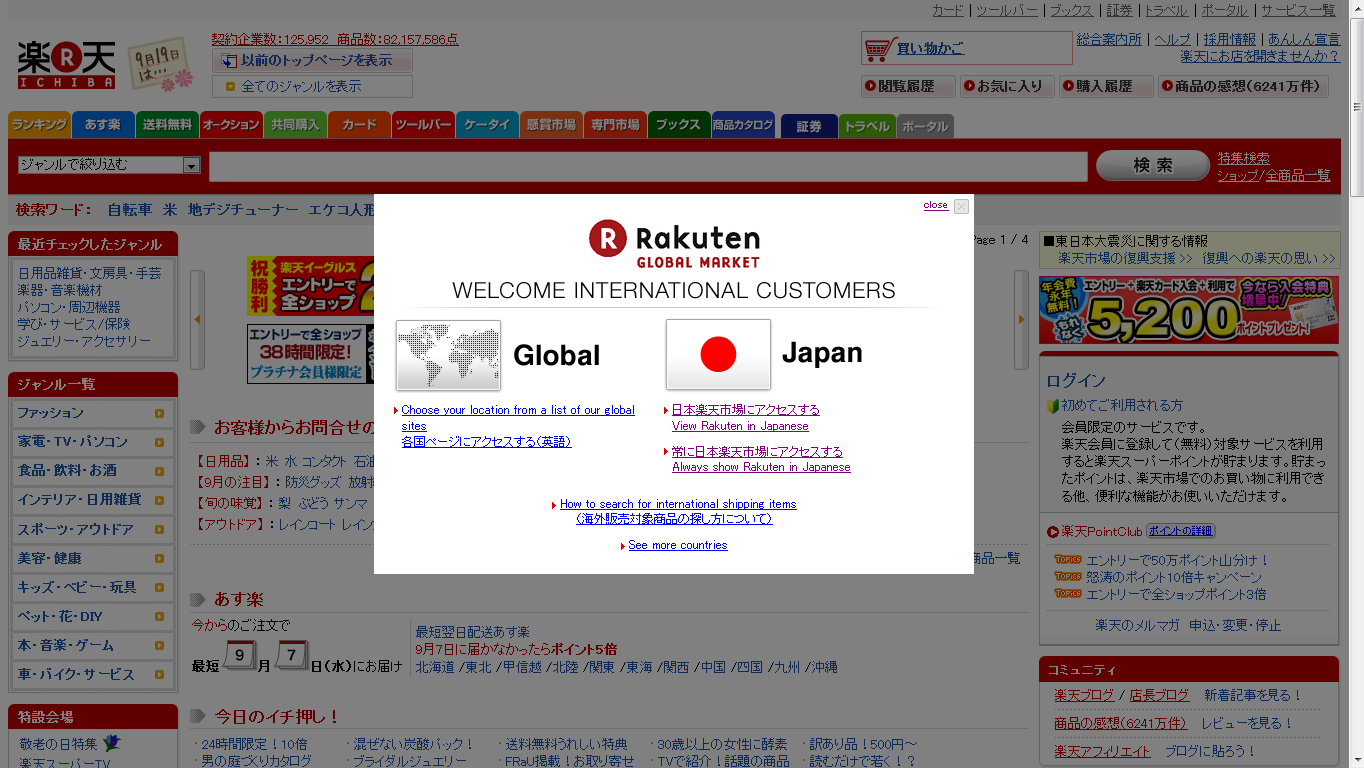 カード | ツールバー | ブックス | 証券 | トラベル | ポータル | サービス一覧
楽R天
ICHIBA
9月19日
は…
契約企業数:125,952 商品数:82,157,586点
以前のトップページを表示
全てのジャンルを表示
買い物かご
総合案内所 | ヘルプ | 採用情報 | あんしん宣言
楽天にお店を開きませんか?
閲覧履歴 お気に入り 購入履歴 商品の感想(6241万件)
ランキング あす楽 送料無料 オークション 共同購入 カード ツールバー ケータイ 懸賞市場 専門市場 ブックス 商品カタログ 証券 トラベル ポータル
ジャンルで絞り込む
検索
特集検索
ショップ/全商品一覧
検索ワード: 自転車 米 地デジチューナー エケコ人形
close
R Rakuten
GLOBAL MARKET
WELCOME INTERNATIONAL CUSTOMERS
Global
Choose your location from a list of our global
sites
各国ページにアクセスする(英語)
Japan
日本楽天市場にアクセスする
View Rakuten in Japanese
常に日本楽天市場にアクセスする
Always show Rakuten in Japanese
How to search for international shipping items
(海外販売対象商品の探し方について)
See more countries
最近チェックしたジャンル
日用品雑貨・文房具・手芸
楽器・音楽機材
パソコン・周辺機器
学び・サービス/保険
ジュエリー・アクセサリー
ジャンル一覧
ファッション
家電・TV・パソコン
食品・飲料・お酒
インテリア・日用雑貨
スポーツ・アウトドア
美容・健康
キッズ・ベビー・玩具
ペット・花・DIY
本・音楽・ゲーム
車・バイク・サービス
特設会場
敬老の日特集
楽天スーパーTV
Page 1 / 4
祝勝利
楽天イーグルス
エントリーで
全ショップ
エントリーで全ショップ
38時間限定!
プラチナ会員様限定
お客様からお問合せの
【日用品】: 米 水 コンタクト 石油
【9月の注目】: 防災グッズ 放射
【旬の味覚】: 梨 ぶどう サンマ
【アウトドア】: レインコート レイン
商品一覧
あす楽
今からのご注文で
最短 9 月 7 日(水)にお届け
最短翌日配送あす楽
9月7日に届かなかったらポイント5倍
北海道 /東北 /甲信越 /北陸 /関東 /東海 /関西 /中国 /四国 /九州 /沖縄
今日のイチ押し!
・24時間限定!10倍 ・混ぜない炭酸パック! ・送料無料うれしい特典 ・30歳以上の女性に酵素 ・訳あり品!500円～
・男の庭づくりカタログ ・ブライダルジュエリー ・FRaU掲載!お取り寄せ ・TVで紹介!話題の商品 ・読むだけで若く!?
■東日本大震災に関する情報
楽天市場の復興支援 >> 復興への楽天の思い >>
年会費永年無料! エントリー+楽天カード入会+利用で 今なら入会特典増量中!
もれなく 5,200 ポイントプレゼント!
ログイン
初めてご利用される方
会員限定のサービスです。
楽天会員に登録して(無料)対象サービスを利用
すると楽天スーパーポイントが貯まります。貯まっ
たポイントは、楽天市場でのお買い物に利用でき
る他、便利な機能がお使いいただけます。
楽天PointClub ポイントの詳細
Topics エントリーで50万ポイント山分け!
Topics 怒涛のポイント10倍キャンペーン
Topics エントリーで全ショップポイント3倍
楽天のメルマガ 申込・変更・停止
コミュニティ
楽天ブログ / 店長ブログ 新着記事を見る!
商品の感想(6241万件) レビューを見る!
楽天アフィリエイト ブログに貼ろう!